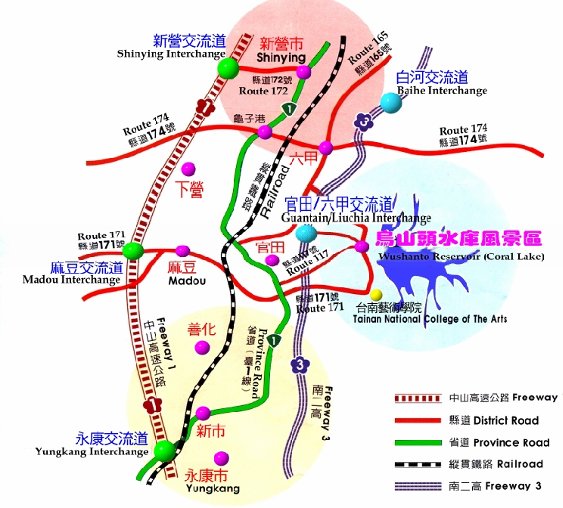 新營交流道
Shinying Interchange
新營市
Shinying
Route 165
縣道165號
縣道172號
Route 172
白河交流道
Baihe Interchange
1
3
Route 174
縣道174號
龜子港
六甲
Route 174
縣道174號
下營
縱貫鐵路
Railroad
官田/六甲交流道
Guantain/Liuchia Interchange
烏山頭水庫風景區
Wushanto Reservoir (Coral Lake)
Route 171
縣道171號
麻豆交流道
Madou Interchange
麻豆
Madou
官田
Route 117
縣道171號
Route 171
台南藝術學院
Tainan National College of The Arts
Freeway 1
中山高速公路
善化
Province Road
省道(臺1線)
1
3
Freeway 3
南二高
新市
永康交流道
Yungkang Interchange
永康市
Yungkang
中山高速公路 Freeway
縣道 District Road
省道 Province Road
縱貫鐵路 Railroad
南二高 Freeway 3